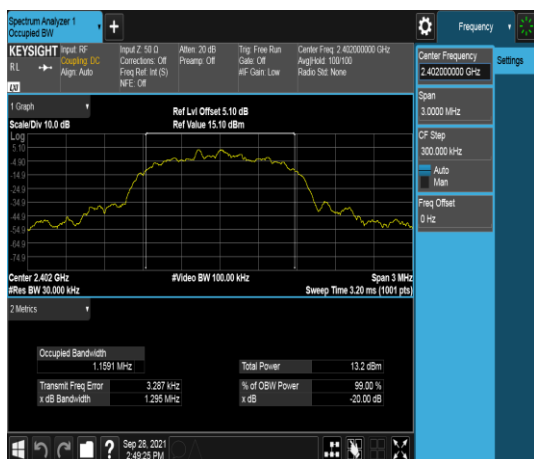 Spectrum Analyzer 1
Occupied BW
Frequency
KEYSIGHT
RL
Input: RF
Coupling: DC
Align: Auto
Input Z: 50 Ω
Corrections: Off
Freq Ref: Int (S)
NFE: Off
Atten: 20 dB
Preamp: Off
Trig: Free Run
Gate: Off
#IF Gain: Low
Center Freq: 2.402000000 GHz
Avg|Hold: 100/100
Radio Std: None
Center Frequency
2.402000000 GHz
Settings
Span
3.0000 MHz
CF Step
300.000 kHz
Auto
Man
Freq Offset
0 Hz
1 Graph
Scale/Div 10.0 dB
Ref Lvl Offset 5.10 dB
Ref Value 15.10 dBm
Log
5.10
-4.90
-14.9
-24.9
-34.9
-44.9
-54.9
-64.9
-74.9
Center 2.402 GHz
#Res BW 30.000 kHz
#Video BW 100.00 kHz
Span 3 MHz
Sweep Time 3.20 ms (1001 pts)
2 Metrics
Occupied Bandwidth
1.1591 MHz
Total Power 13.2 dBm
Transmit Freq Error 3.287 kHz
% of OBW Power 99.00 %
x dB Bandwidth 1.295 MHz
x dB -20.00 dB
?
Sep 28, 2021
2:49:25 PM